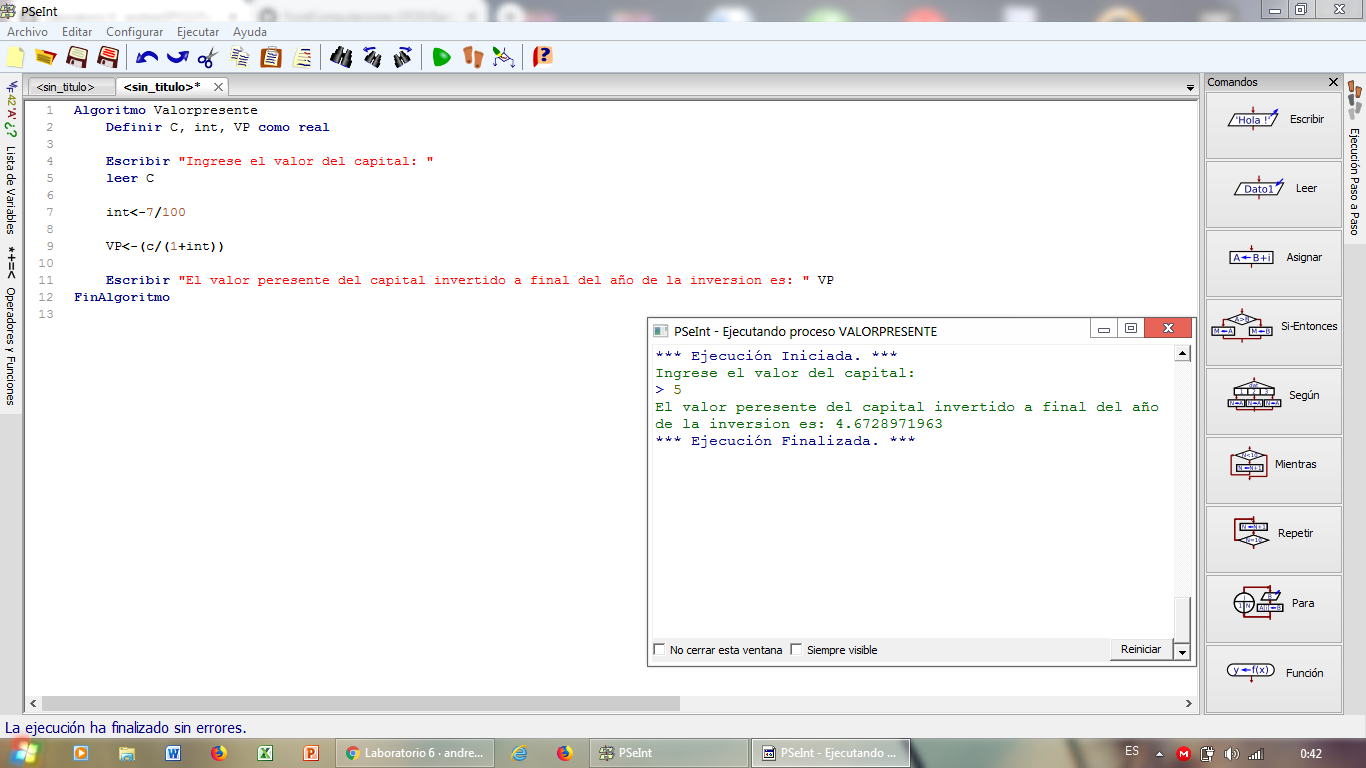 PSeInt
Archivo Editar Configurar Ejecutar Ayuda
<sin_titulo> <sin_titulo>*
Lista de Variables
*+=< Operadores y Funciones
1 Algoritmo Valorpresente
2 Definir C, int, VP como real
3
4 Escribir "Ingrese el valor del capital: "
5 leer C
6
7 int<-7/100
8
9 VP<-(c/(1+int))
10
11 Escribir "El valor peresente del capital invertido a final del año de la inversion es: " VP
12 FinAlgoritmo
13
PSeInt - Ejecutando proceso VALORPRESENTE
*** Ejecución Iniciada. ***
Ingrese el valor del capital:
> 5
El valor peresente del capital invertido a final del año
de la inversion es: 4.6728971963
*** Ejecución Finalizada. ***
No cerrar esta ventana Siempre visible Reiniciar
Comandos
'Hola !' Escribir
Dato1 Leer
A←B+i Asignar
A>B M←A M←B Si-Entonces
Según
Mientras
Repetir
Para
y←f(x) Función
Ejecución Paso a Paso
La ejecución ha finalizado sin errores.
Laboratorio 6 · andre... PSeInt PSeInt - Ejecutando ... ES 0:42